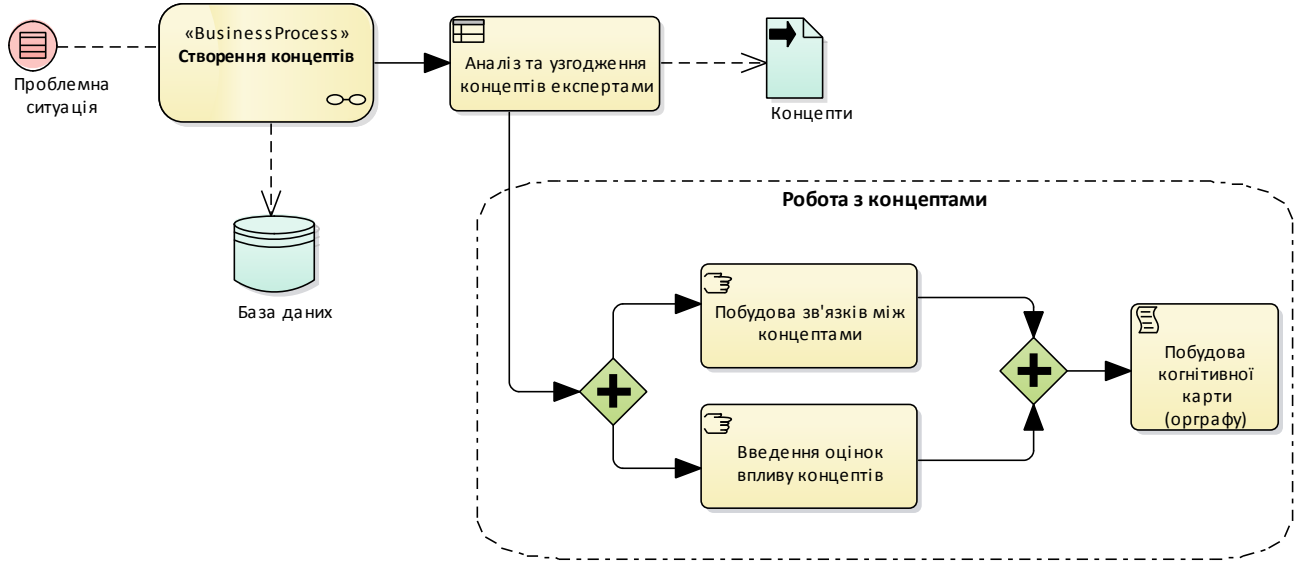 «BusinessProcess»
Створення концептів
Проблемна
ситуація
Аналіз та узгодження
концептів експертами
Концепти
База даних
Робота з концептами
Побудова зв'язків між
концептами
Введення оцінок
впливу концептів
Побудова
когнітивної
карти
(орграфу)